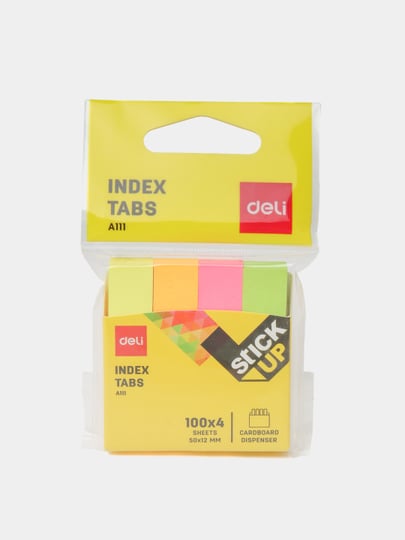 INDEX
TABS
A111
deli
deli
STICK
UP
INDEX
TABS
A111
100x4
SHEETS
50x12 MM
CARDBOARD
DISPENSER